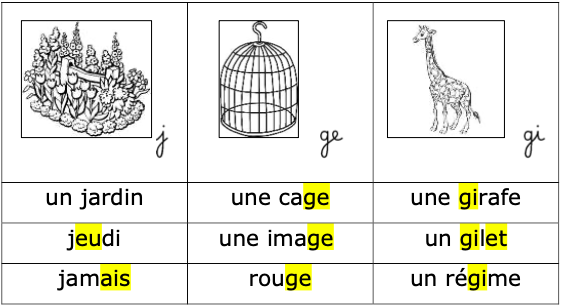 j ge gi
un jardin une cage une girafe
jeudi une image un gilet
jamais rouge un régime